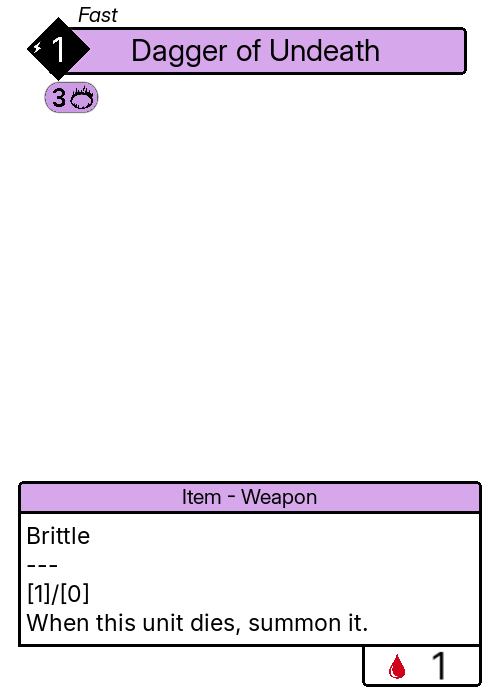 Fast
1
Dagger of Undeath
3
Item - Weapon
Brittle
---
[1]/[0]
When this unit dies, summon it.
1